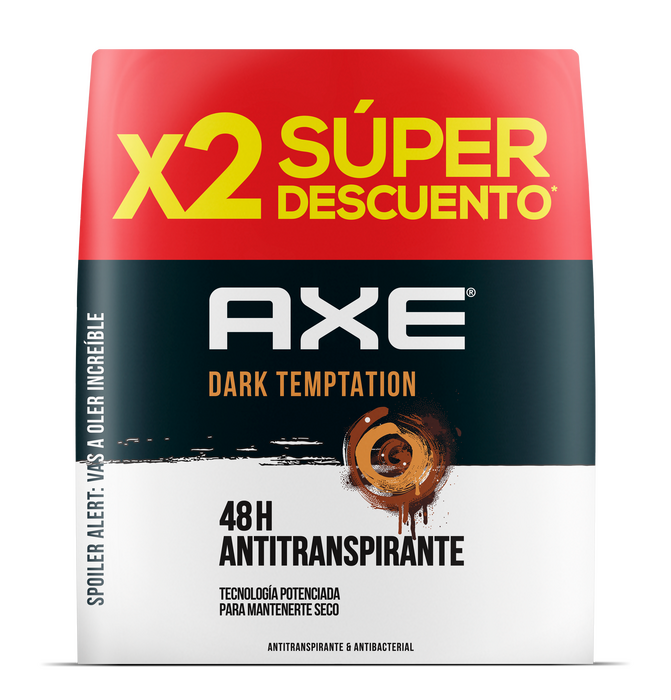 X2 SÚPER
DESCUENTO*
AXE®
DARK TEMPTATION
SPOILER ALERT: VAS A OLER INCREÍBLE
48 H
ANTITRANSPIRANTE
TECNOLOGÍA POTENCIADA
PARA MANTENERTE SECO
ANTITRANSPIRANTE & ANTIBACTERIAL